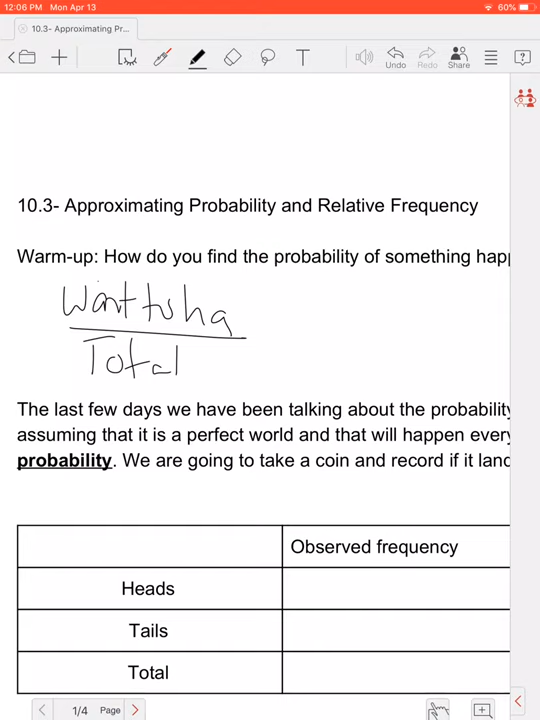 12:06 PM Mon Apr 13
60%
10.3- Approximating Pr...
T
Undo
Redo
Share
10.3- Approximating Probability and Relative Frequency
Warm-up: How do you find the probability of something hap
Want to ha
Total
The last few days we have been talking about the probability
assuming that it is a perfect world and that will happen ever
probability. We are going to take a coin and record if it land
Observed frequency
Heads
Tails
Total
1/4 Page